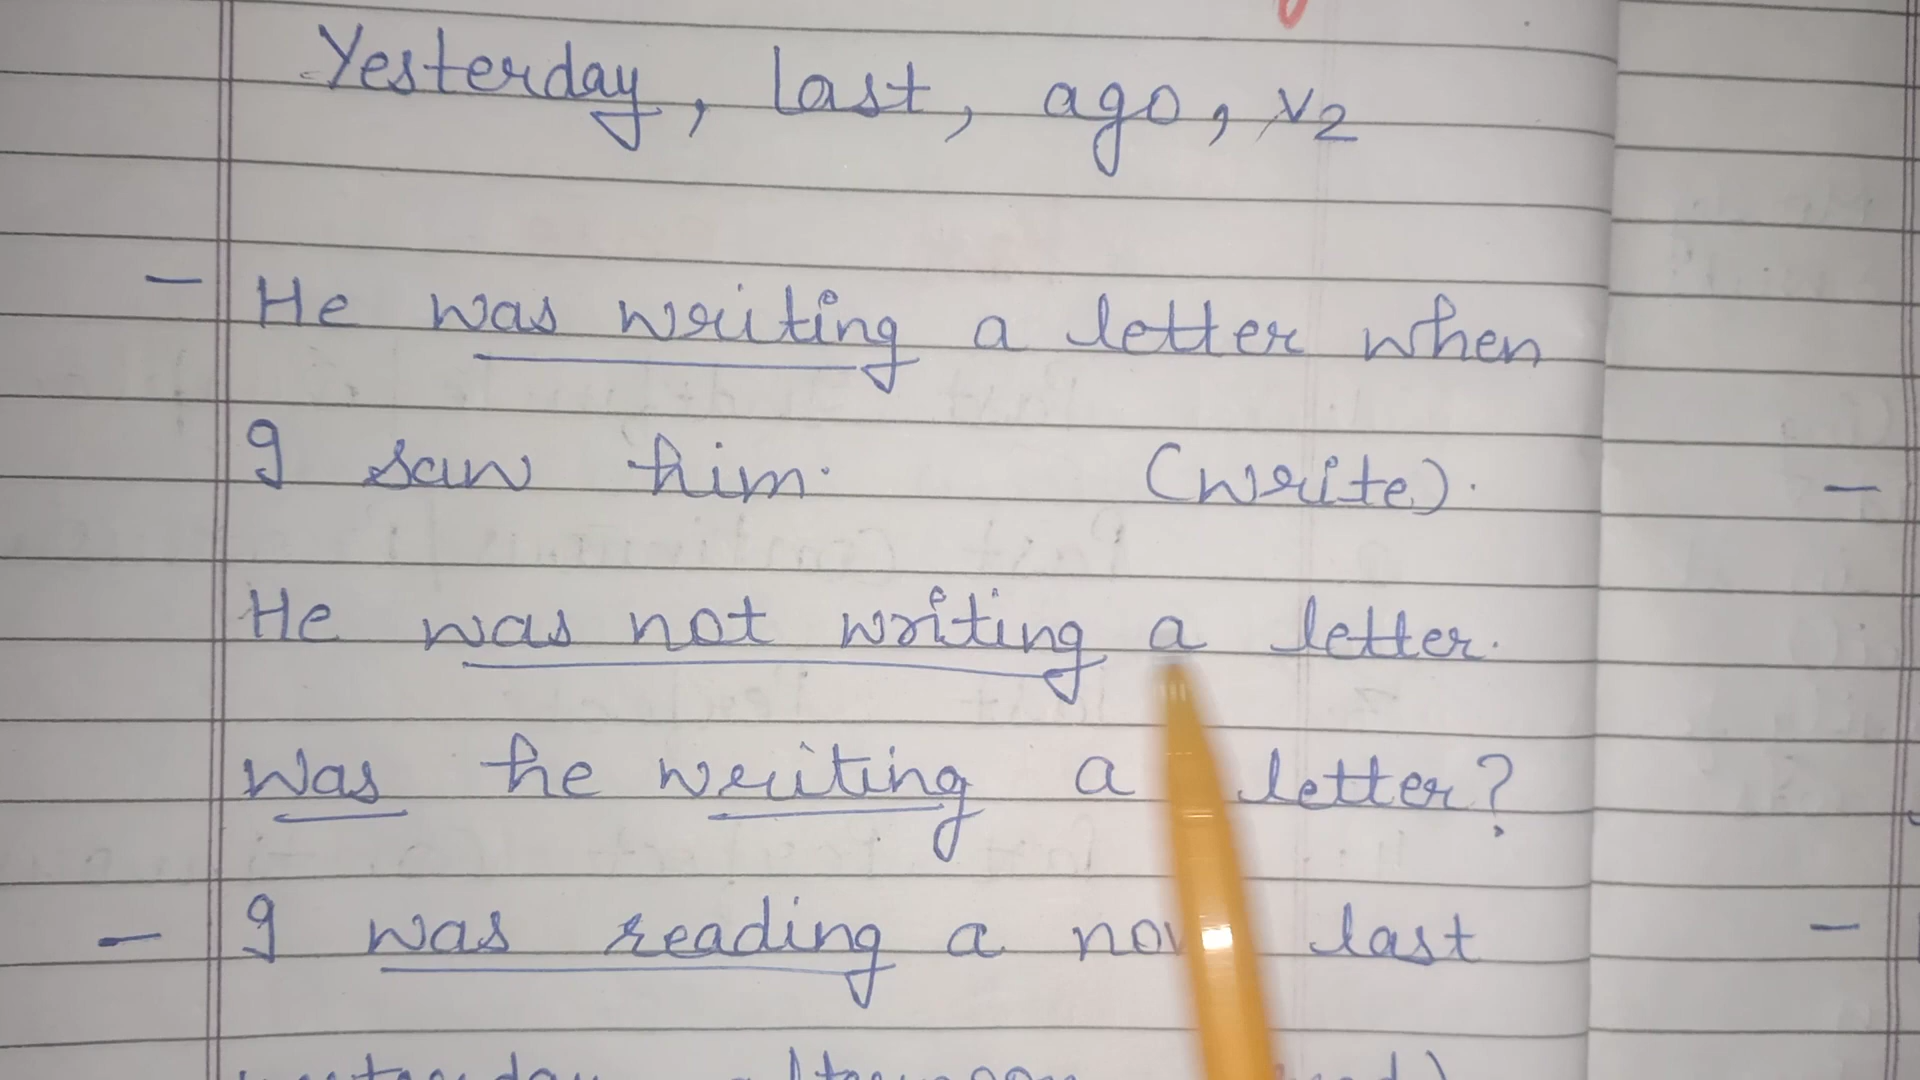 Yesterday, last, ago, V2
- He was writing a letter when
I saw him. (write).
He was not writing a letter.
Was he writing a letter?
- I was reading a last